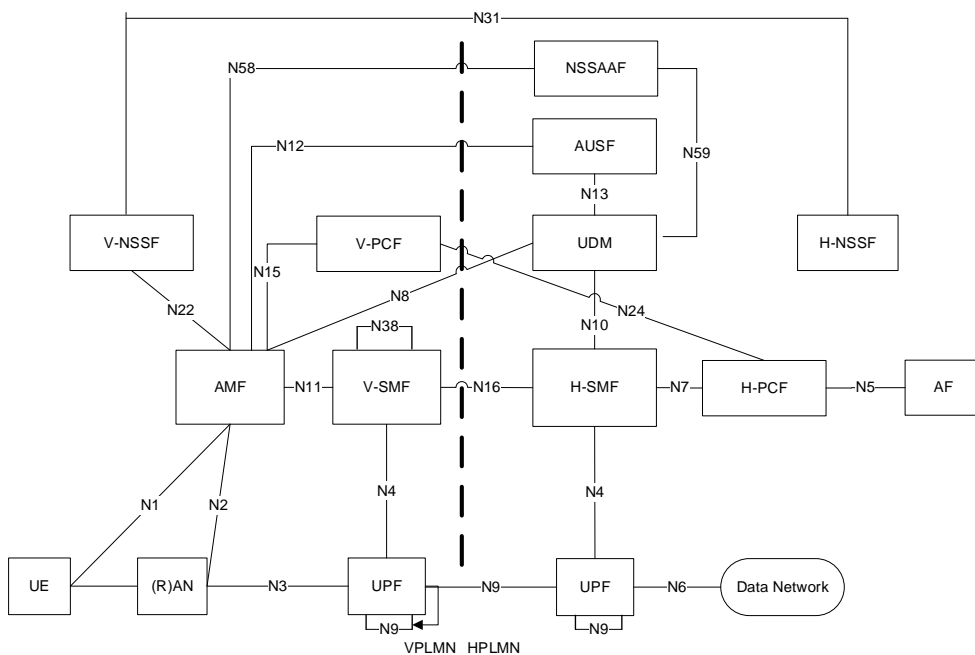 N31
N58
NSSAAF
N12
AUSF
N59
N13
V-NSSF
V-PCF
UDM
H-NSSF
N15
N8
N22
N24
N38
N10
AMF
N11
V-SMF
N16
H-SMF
N7
H-PCF
N5
AF
N4
N4
N1
N2
UE
(R)AN
N3
UPF
N9
UPF
N6
Data Network
N9
N9
VPLMN HPLMN